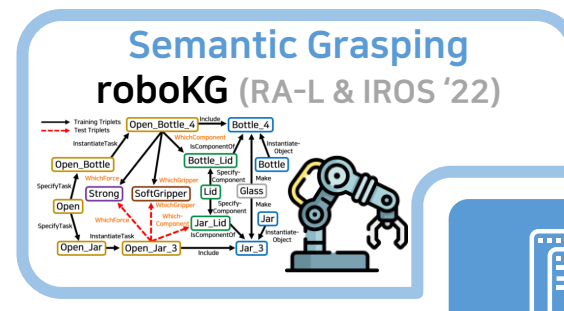 Semantic Grasping
roboKG (RA-L & IROS ‘22)
Training Triplets
Test Triplets
Open_Bottle_4
Include
Bottle_4
InstantiateTask
WhichComponent
IsComponentOf
Instantiate-
Object
Open_Bottle
Bottle_Lid
Bottle
WhichForce
WhichGripper
Specify-
Component
Make
SpecifyTask
Strong
SoftGripper
Lid
Glass
Open
WhichForce
WhichGripper
Which-
Component
Specify-
Component
Make
Jar
SpecifyTask
Jar_Lid
InstantiateTask
IsComponentOf
Instantiate-
Object
Open_Jar
Open_Jar_3
Include
Jar_3